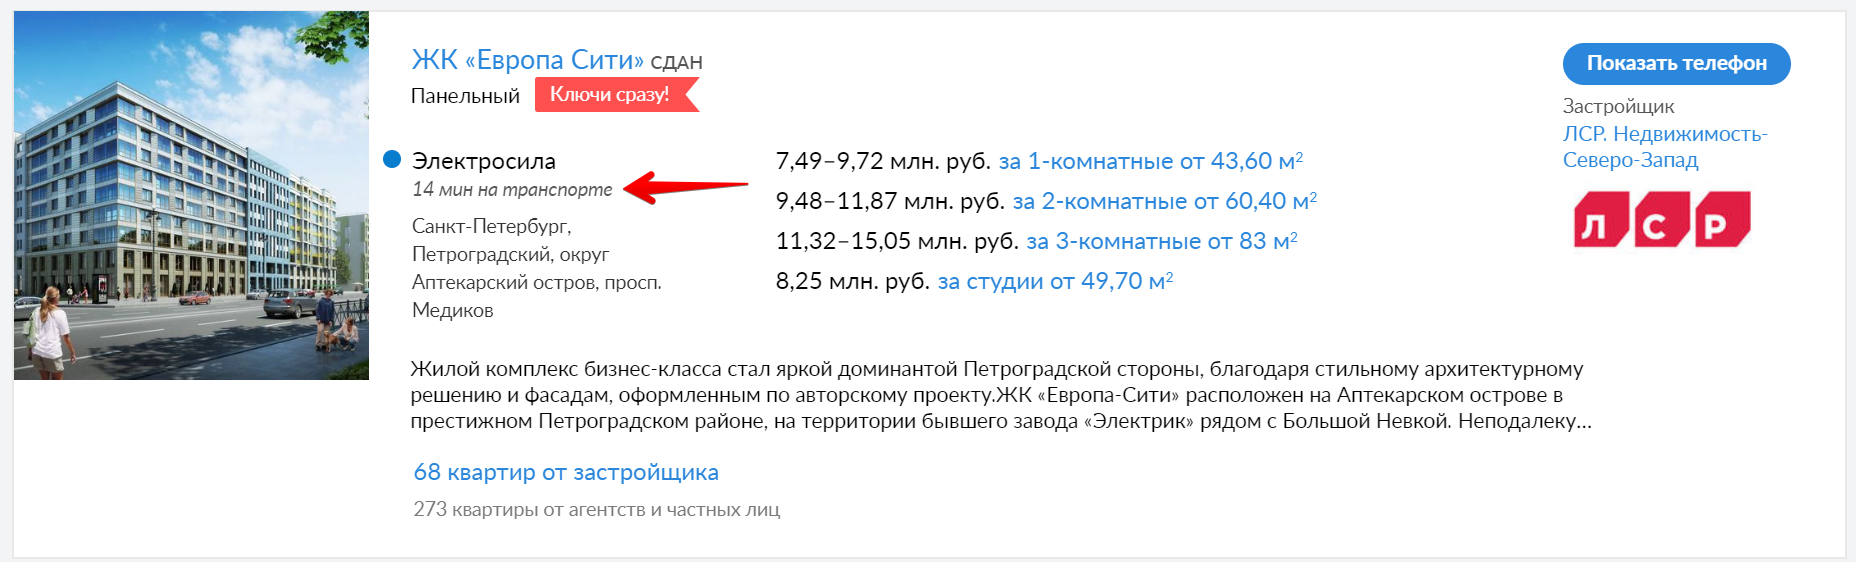 ЖК «Европа Сити» СДАН
Панельный Ключи сразу!
Электросила
14 мин на транспорте
Санкт-Петербург,
Петроградский, округ
Аптекарский остров, просп.
Медиков
7,49–9,72 млн. руб. за 1-комнатные от 43,60 м²
9,48–11,87 млн. руб. за 2-комнатные от 60,40 м²
11,32–15,05 млн. руб. за 3-комнатные от 83 м²
8,25 млн. руб. за студии от 49,70 м²
Показать телефон
Застройщик
ЛСР. Недвижимость-
Северо-Запад
ЛСР
Жилой комплекс бизнес-класса стал яркой доминантой Петроградской стороны, благодаря стильному архитектурному
решению и фасадам, оформленным по авторскому проекту.ЖК «Европа-Сити» расположен на Аптекарском острове в
престижном Петроградском районе, на территории бывшего завода «Электрик» рядом с Большой Невкой. Неподалеку...
68 квартир от застройщика
273 квартиры от агентств и частных лиц